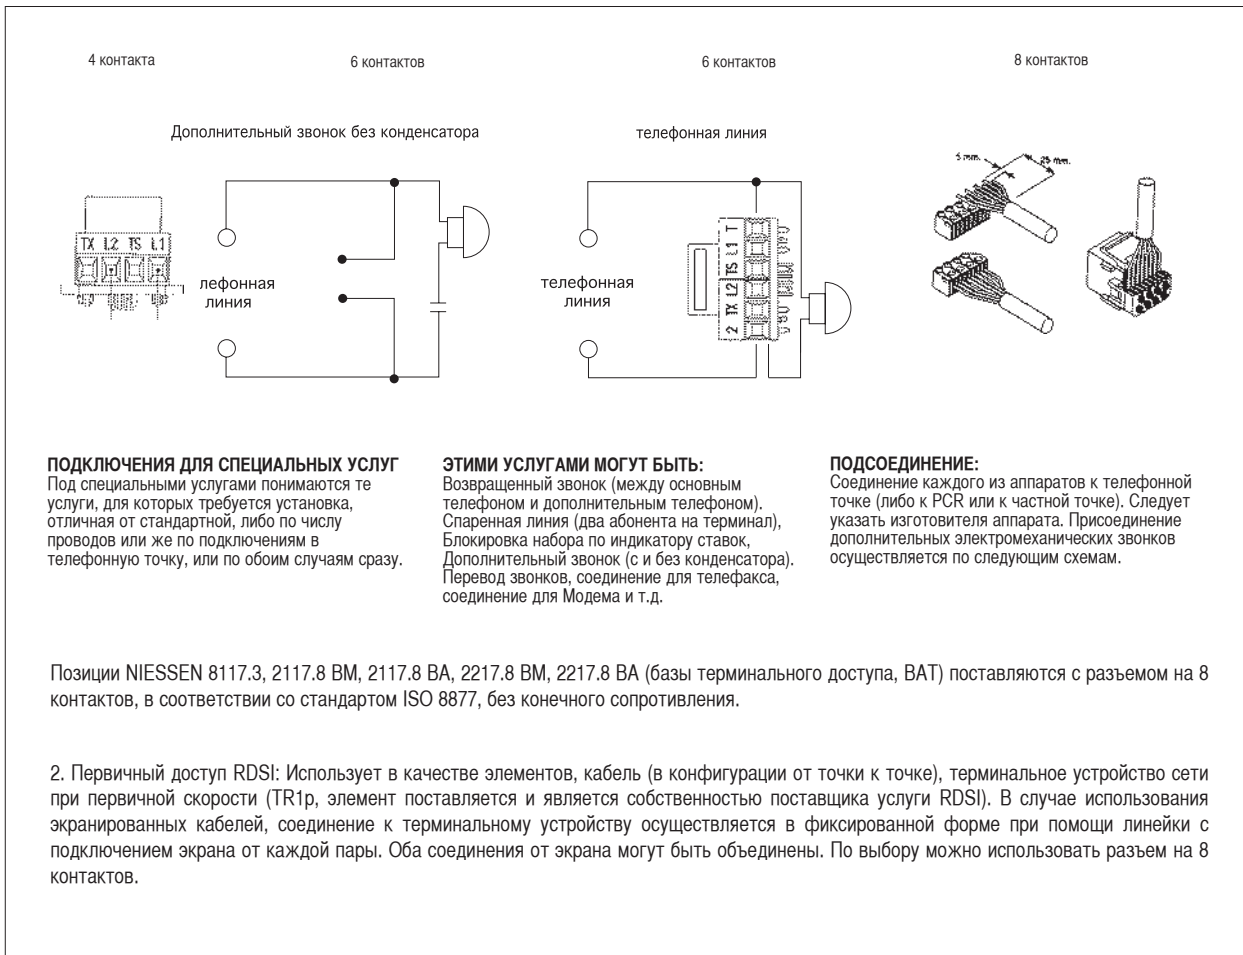 4 контакта
6 контактов
6 контактов
8 контактов
Дополнительный звонок без конденсатора
телефонная линия
5 mm.
25 mm.
TX L2 TS L1
лефонная
линия
телефонная
линия
2 TX L2 TS L1 T
ПОДКЛЮЧЕНИЯ ДЛЯ СПЕЦИАЛЬНЫХ УСЛУГ
Под специальными услугами понимаются те
услуги, для которых требуется установка,
отличная от стандартной, либо по числу
проводов или же по подключениям в
телефонную точку, или по обоим случаям сразу.
ЭТИМИ УСЛУГАМИ МОГУТ БЫТЬ:
Возвращенный звонок (между основным
телефоном и дополнительным телефоном).
Спаренная линия (два абонента на терминал),
Блокировка набора по индикатору ставок,
Дополнительный звонок (с и без конденсатора).
Перевод звонков, соединение для телефакса,
соединение для Модема и т.д.
ПОДСОЕДИНЕНИЕ:
Соединение каждого из аппаратов к телефонной
точке (либо к PCR или к частной точке). Следует
указать изготовителя аппарата. Присоединение
дополнительных электромеханических звонков
осуществляется по следующим схемам.
Позиции NIESSEN 8117.3, 2117.8 BM, 2117.8 BA, 2217.8 BM, 2217.8 BA (базы терминального доступа, BAT) поставляются с разъемом на 8
контактов, в соответствии со стандартом ISO 8877, без конечного сопротивления.
2. Первичный доступ RDSI: Использует в качестве элементов, кабель (в конфигурации от точки к точке), терминальное устройство сети
при первичной скорости (TR1p, элемент поставляется и является собственностью поставщика услуги RDSI). В случае использования
экранированных кабелей, соединение к терминальному устройству осуществляется в фиксированной форме при помощи линейки с
подключением экрана от каждой пары. Оба соединения от экрана могут быть объединены. По выбору можно использовать разъем на 8
контактов.